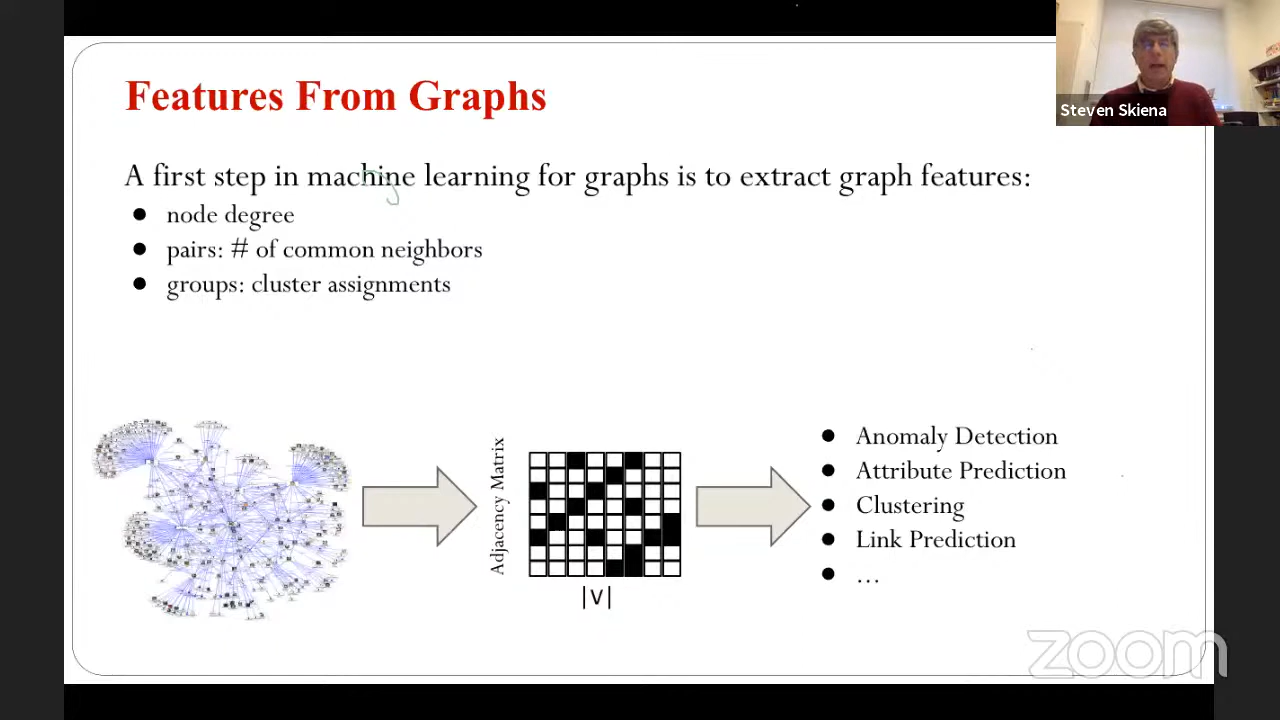 Features From Graphs
Steven Skiena
A first step in machine learning for graphs is to extract graph features:
● node degree
● pairs: # of common neighbors
● groups: cluster assignments
Adjacency Matrix
|V|
● Anomaly Detection
● Attribute Prediction
● Clustering
● Link Prediction
● ...
zoom